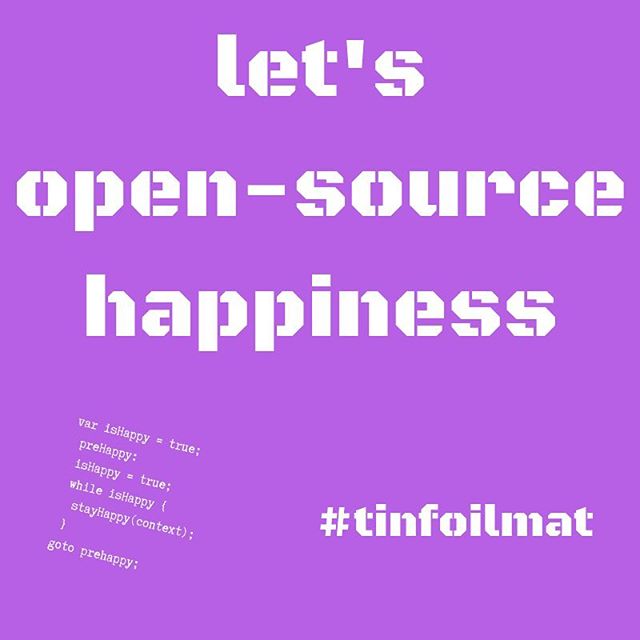 let's
open-source
happiness
var isHappy = true;
preHappy:
isHappy = true;
while isHappy {
stayHappy(context);
}
goto prehappy;
#tinfoilmat